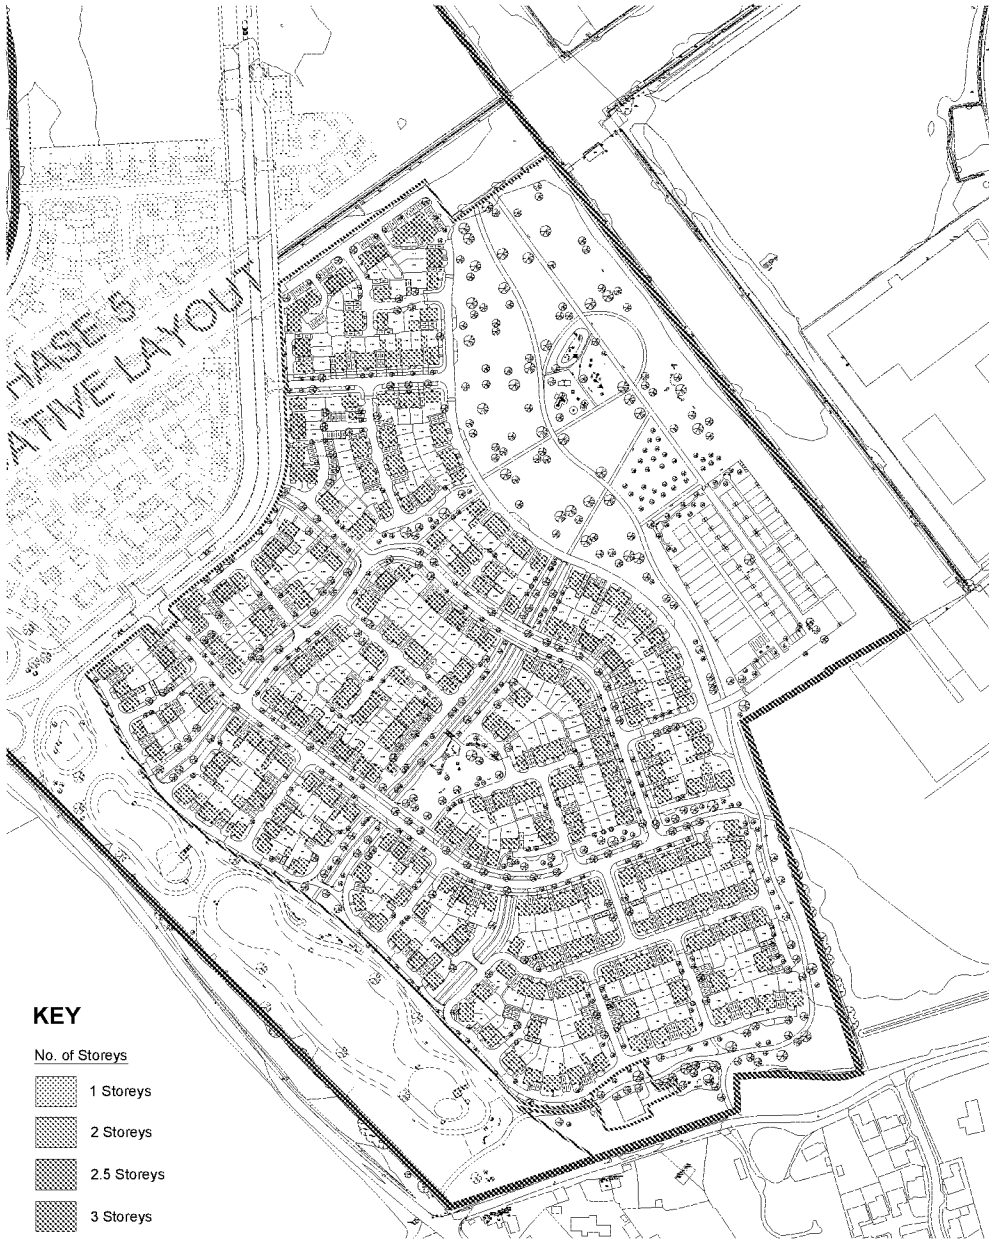 HASE 5
ATIVE LAYOUT
KEY
No. of Storeys
1 Storeys
2 Storeys
2.5 Storeys
3 Storeys